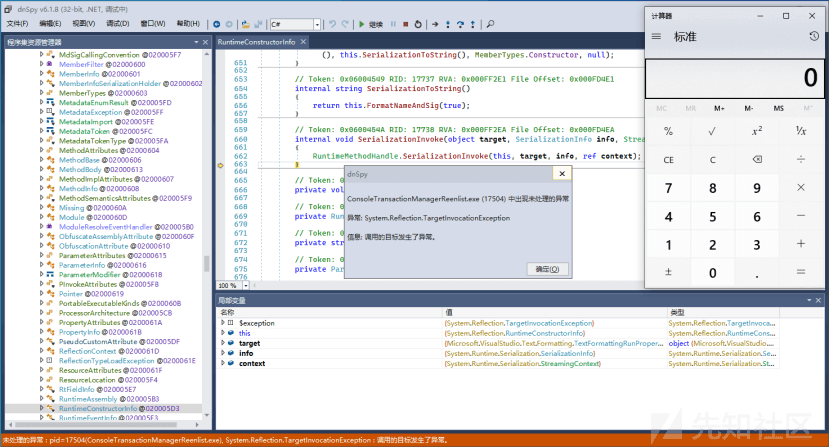 dnSpy v6.1.8 (32-bit, .NET, 调试中)
文件(F) 编辑(E) 视图(V) 调试(D) 窗口(W) 帮助(H) C# 继续
程序集资源管理器
MdSigCallingConvention @020005F7
MemberFilter @02000600
MemberInfo @02000601
MemberInfoSerializationHolder @02000602
MemberTypes @02000603
MetadataEnumResult @020005FD
MetadataException @020005FF
MetadataImport @020005FE
MetadataToken @020005FC
MetadataTokenType @020005FA
MethodAttributes @02000604
MethodBase @02000606
MethodBody @02000613
MethodImplAttributes @02000607
MethodInfo @02000608
MethodSemanticsAttributes @020005F9
Missing @0200060A
Module @0200060D
ModuleResolveEventHandler @020005B0
ObfuscateAssemblyAttribute @0200060F
ObfuscationAttribute @02000610
ParameterAttributes @02000615
ParameterInfo @02000616
ParameterModifier @02000618
PInvokeAttributes @020005F8
Pointer @02000619
PortableExecutableKinds @0200060B
ProcessorArchitecture @020005CB
PropertyAttributes @0200061A
PropertyInfo @0200061B
PseudoCustomAttribute @020005DF
ReflectionContext @0200061D
ReflectionTypeLoadException @0200061E
ResourceAttributes @0200061F
ResourceLocation @020005F4
RtFieldInfo @020005E7
RuntimeAssembly @020005B3
RuntimeConstructorInfo @020005D3
RuntimeEventInfo @020005E3
RuntimeConstructorInfo
(), this.SerializationToString(), MemberTypes.Constructor, null);
651 }
652
653 // Token: 0x06004549 RID: 17737 RVA: 0x000FF2E1 File Offset: 0x000FD4E1
654 internal string SerializationToString()
655 {
656 return this.FormatNameAndSig(true);
657 }
658
659 // Token: 0x0600454A RID: 17738 RVA: 0x000FF2EA File Offset: 0x000FD4EA
660 internal void SerializationInvoke(object target, SerializationInfo info, Strea
661 {
662 RuntimeMethodHandle.SerializationInvoke(this, target, info, ref context);
663 }
664
665 // Token: 0
666 private vol
667
668 // Token: 0
669 private Run
670
671 // Token: 0
672 private str
673
674 // Token: 0
675 private Par
676
100 %
dnSpy
ConsoleTransactionManagerReenlist.exe (17504) 中出现未处理的异常
异常: System.Reflection.TargetInvocationException
信息: 调用的目标发生了异常。
确定(O)
计算器
标准
0
MC MR M+ M- MS M˅
% √ x² ¹/x
CE C ⌫ ÷
7 8 9 ×
4 5 6 −
1 2 3 +
± 0 . =
局部变量
名称 值 类型
$exception {System.Reflection.TargetInvocationException} System.Reflection.TargetInvoca...
this {System.Reflection.RuntimeConstructorInfo} System.Reflection.RuntimeCons...
target {Microsoft.VisualStudio.Text.Formatting.TextFormattingRunProper... object {Microsoft.VisualStudio....
info {System.Runtime.Serialization.SerializationInfo} System.Runtime.Serialization.Se...
context {System.Runtime.Serialization.StreamingContext} System.Runtime.Serialization.St...
先知社区
未处理的异常: pid=17504(ConsoleTransactionManagerReenlist.exe), System.Reflection.TargetInvocationException : 调用的目标发生了异常。